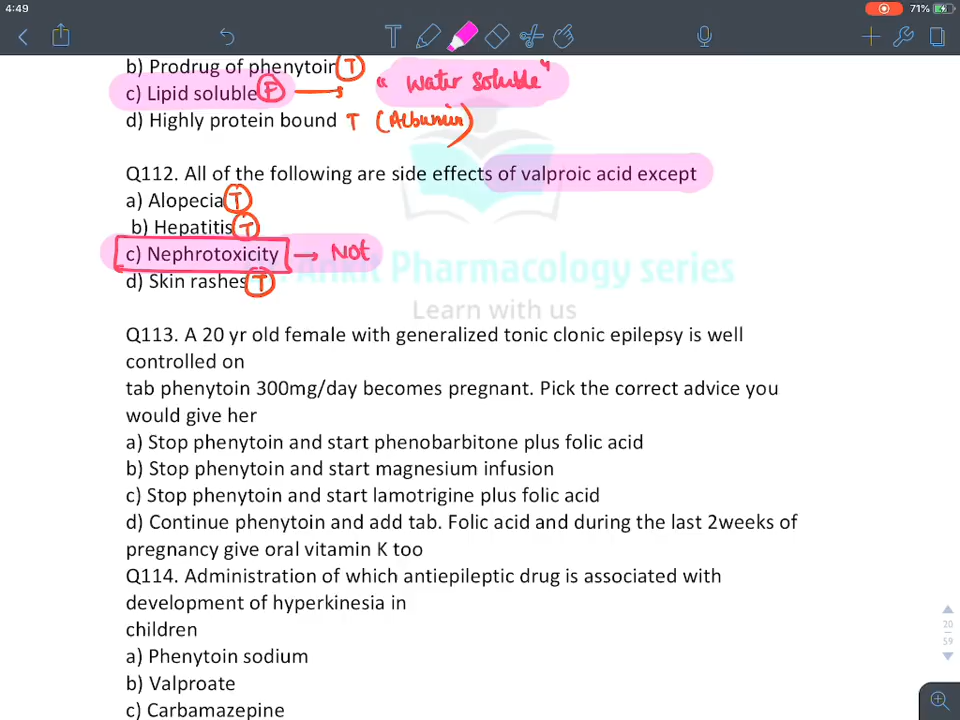 4:49
71%
b) Prodrug of phenytoin T
c) Lipid soluble F → "Water Soluble"
d) Highly protein bound T (Albumin)
Q112. All of the following are side effects of valproic acid except
a) Alopecia T
b) Hepatitis T
c) Nephrotoxicity → Not
d) Skin rashes T
Ankit Pharmacology series
Learn with us
Q113. A 20 yr old female with generalized tonic clonic epilepsy is well
controlled on
tab phenytoin 300mg/day becomes pregnant. Pick the correct advice you
would give her
a) Stop phenytoin and start phenobarbitone plus folic acid
b) Stop phenytoin and start magnesium infusion
c) Stop phenytoin and start lamotrigine plus folic acid
d) Continue phenytoin and add tab. Folic acid and during the last 2weeks of
pregnancy give oral vitamin K too
Q114. Administration of which antiepileptic drug is associated with
development of hyperkinesia in
children
a) Phenytoin sodium
b) Valproate
c) Carbamazepine
20
59